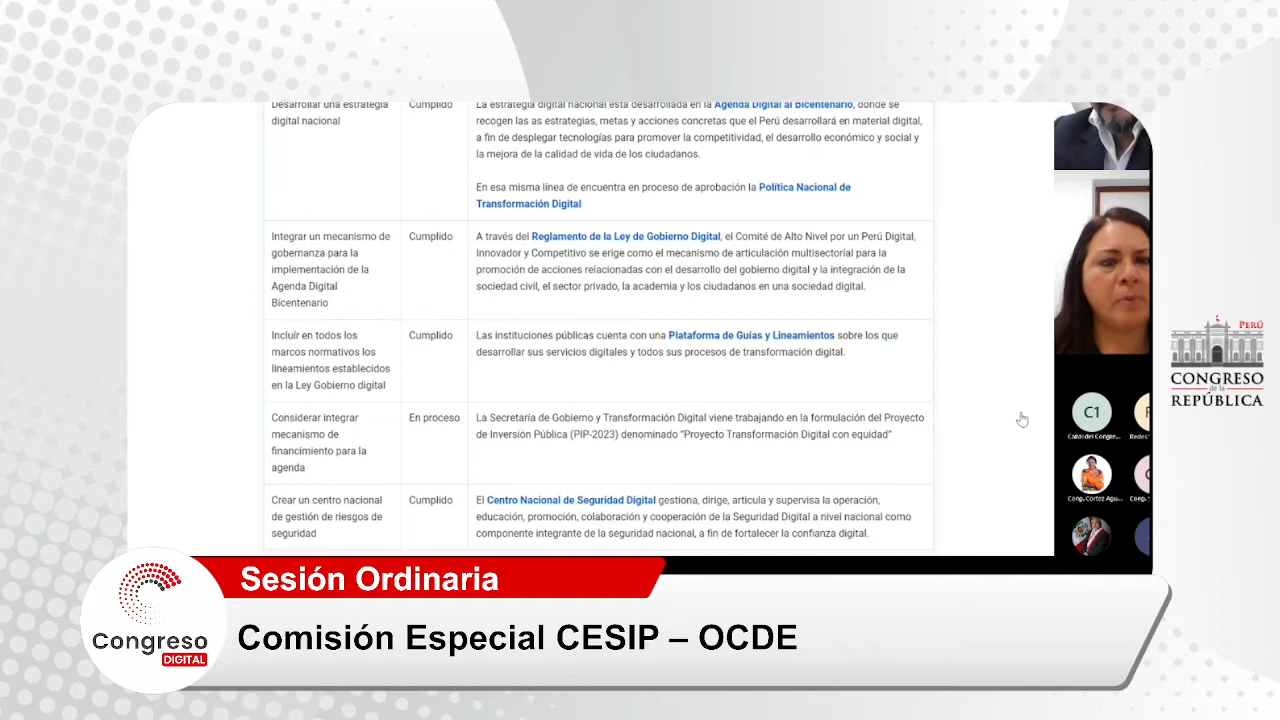 Desarrollar una estrategia
digital nacional
Cumplido
La estrategia digital nacional está desarrollada en la Agenda Digital al Bicentenario, donde se
recogen las as estrategias, metas y acciones concretas que el Perú desarrollará en material digital,
a fin de desplegar tecnologías para promover la competitividad, el desarrollo económico y social y
la mejora de la calidad de vida de los ciudadanos.
En esa misma línea de encuentra en proceso de aprobación la Política Nacional de
Transformación Digital
Integrar un mecanismo de
gobernanza para la
implementación de la
Agenda Digital
Bicentenario
Cumplido
A través del Reglamento de la Ley de Gobierno Digital, el Comité de Alto Nivel por un Perú Digital,
Innovador y Competitivo se erige como el mecanismo de articulación multisectorial para la
promoción de acciones relacionadas con el desarrollo del gobierno digital y la integración de la
sociedad civil, el sector privado, la academia y los ciudadanos en una sociedad digital.
Incluír en todos los
marcos normativos los
lineamientos establecidos
en la Ley Gobierno digital
Cumplido
Las instituciones públicas cuenta con una Plataforma de Guías y Lineamientos sobre los que
desarrollar sus servicios digitales y todos sus procesos de transformación digital.
Considerar integrar
mecanismo de
financimiento para la
agenda
En proceso
La Secretaría de Gobierno y Transformación Digital viene trabajando en la formulación del Proyecto
de Inversión Pública (PIP-2023) denominado “Proyecto Transformación Digital con equidad”
Crear un centro nacional
de gestión de riesgos de
seguridad
Cumplido
El Centro Nacional de Seguridad Digital gestiona, dirige, articula y supervisa la operación,
educación, promoción, colaboración y cooperación de la Seguridad Digital a nivel nacional como
componente integrante de la seguridad nacional, a fin de fortalecer la confianza digital.
C1
Canal del Congre...
Redes
Cong. Cortez Agu...
Cong.
PERÚ
CONGRESO
de la
REPÚBLICA
Sesión Ordinaria
Comisión Especial CESIP – OCDE
Congreso
DIGITAL